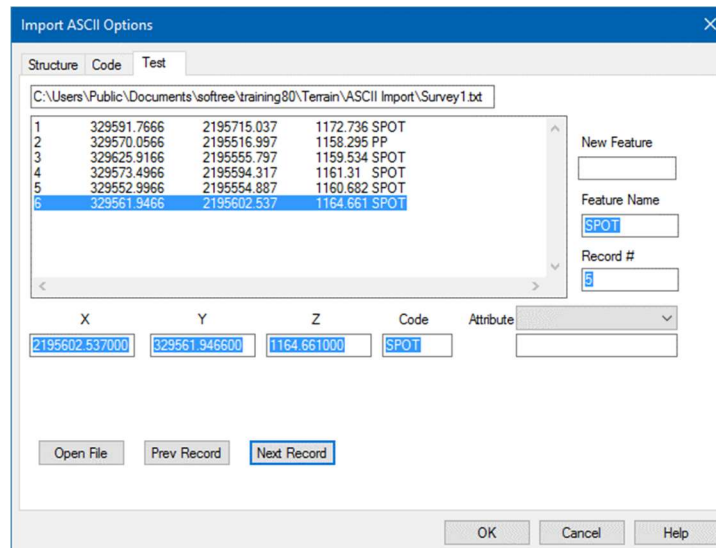 Import ASCII Options
Structure Code Test
C:\Users\Public\Documents\softree\training80\Terrain\ASCII Import\Survey1.txt
1 329591.7666 2195715.037 1172.736 SPOT
2 329570.0566 2195516.997 1158.295 PP
3 329625.9166 2195555.797 1159.534 SPOT
4 329573.4966 2195594.317 1161.31 SPOT
5 329552.9966 2195554.887 1160.682 SPOT
6 329561.9466 2195602.537 1164.661 SPOT
New Feature
Feature Name
SPOT
Record #
5
X Y Z Code Attribute
2195602.537000 329561.946600 1164.661000 SPOT
Open File Prev Record Next Record
OK Cancel Help